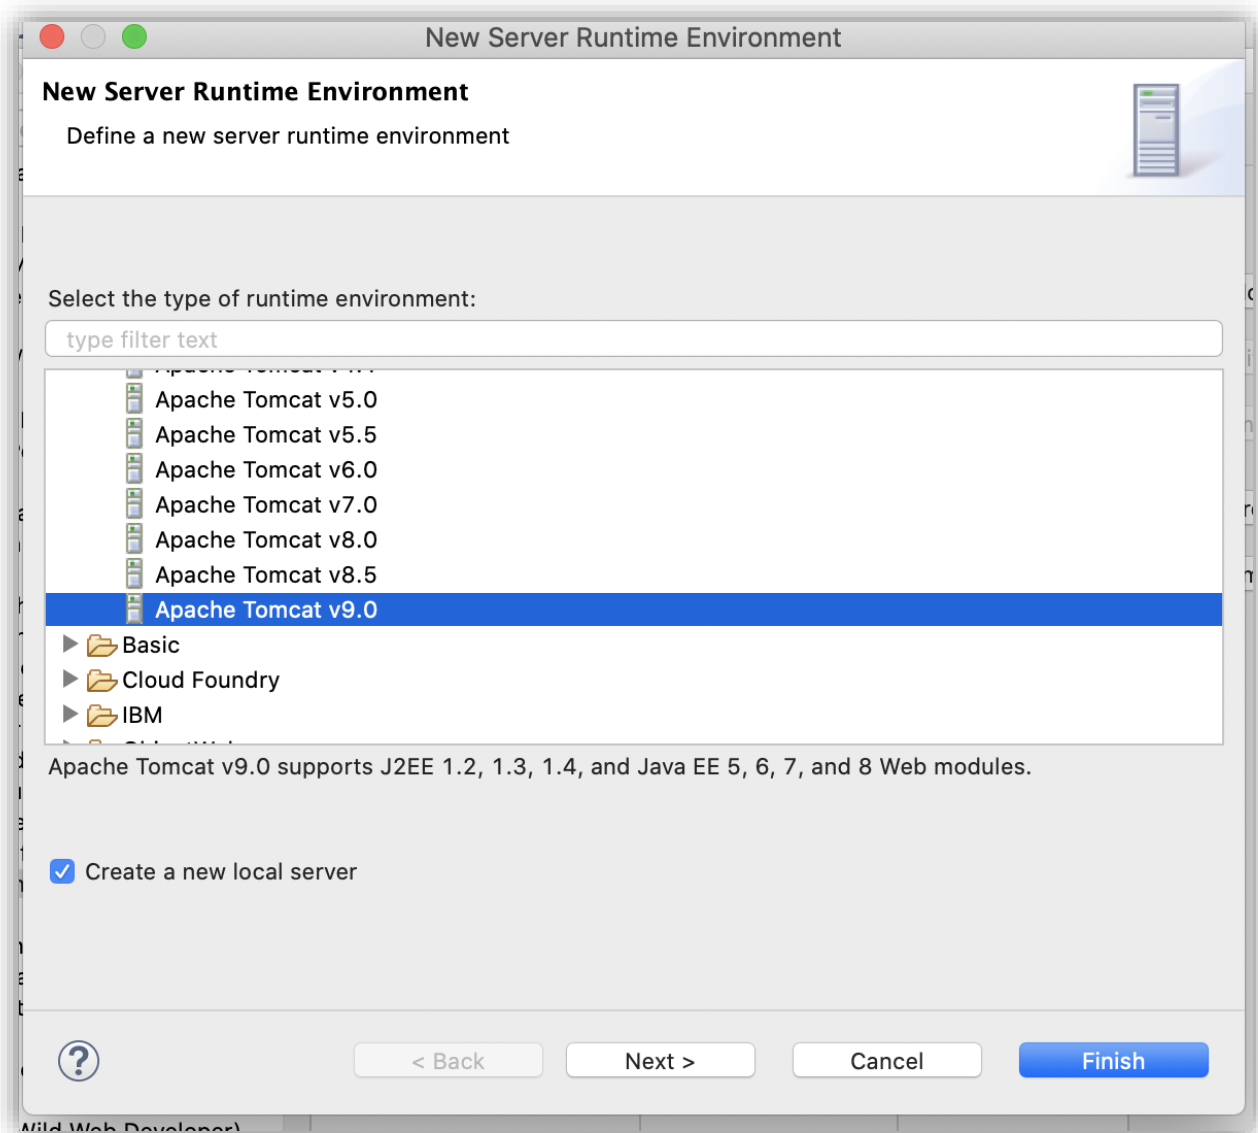 New Server Runtime Environment
New Server Runtime Environment
Define a new server runtime environment
Select the type of runtime environment:
type filter text
Apache Tomcat v5.0
Apache Tomcat v5.5
Apache Tomcat v6.0
Apache Tomcat v7.0
Apache Tomcat v8.0
Apache Tomcat v8.5
Apache Tomcat v9.0
Basic
Cloud Foundry
IBM
Apache Tomcat v9.0 supports J2EE 1.2, 1.3, 1.4, and Java EE 5, 6, 7, and 8 Web modules.
Create a new local server
?
< Back
Next >
Cancel
Finish
Wild Web Developer)